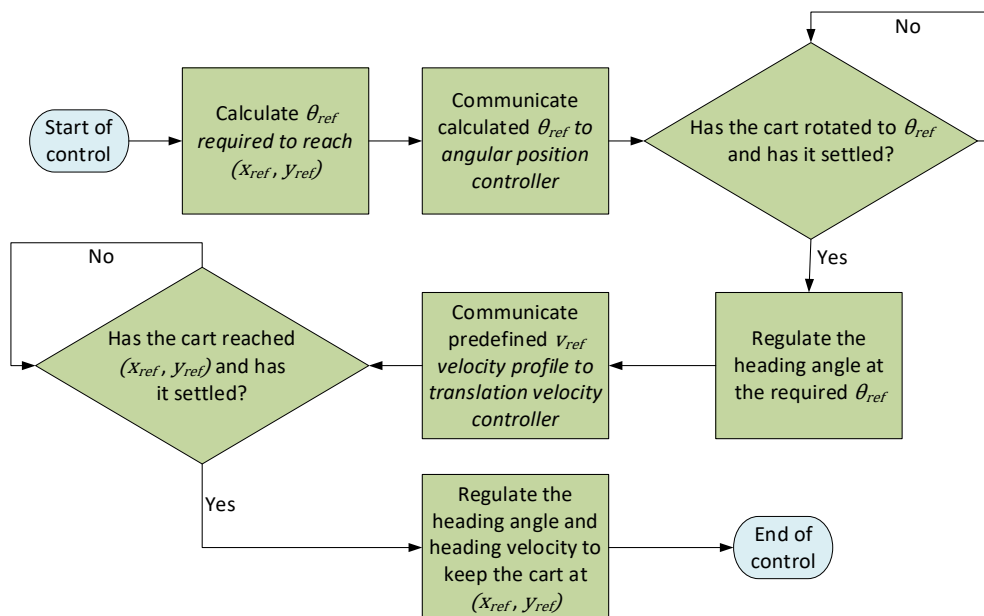 Start of
control
Calculate θref
required to reach
(xref , yref)
Communicate
calculated θref to
angular position
controller
No
Has the cart rotated to θref
and has it settled?
Yes
Regulate the
heading angle at
the required θref
Communicate
predefined vref
velocity profile to
translation velocity
controller
No
Has the cart reached
(xref , yref) and has
it settled?
Yes
Regulate the
heading angle and
heading velocity to
keep the cart at
(xref , yref)
End of
control